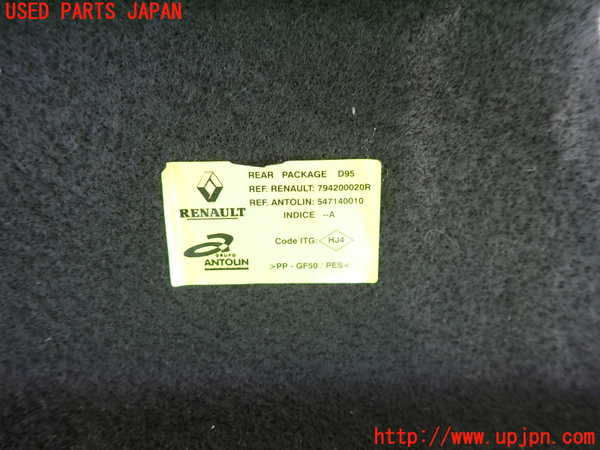 USED PARTS JAPAN
REAR PACKAGE D95
REF. RENAULT: 794200020R
REF. ANTOLIN: 547140010
INDICE --A
RENAULT
Code ITG: HJ4
GRUPO
ANTOLIN
>PP - GF50 / PES<
http://www.upjpn.com/